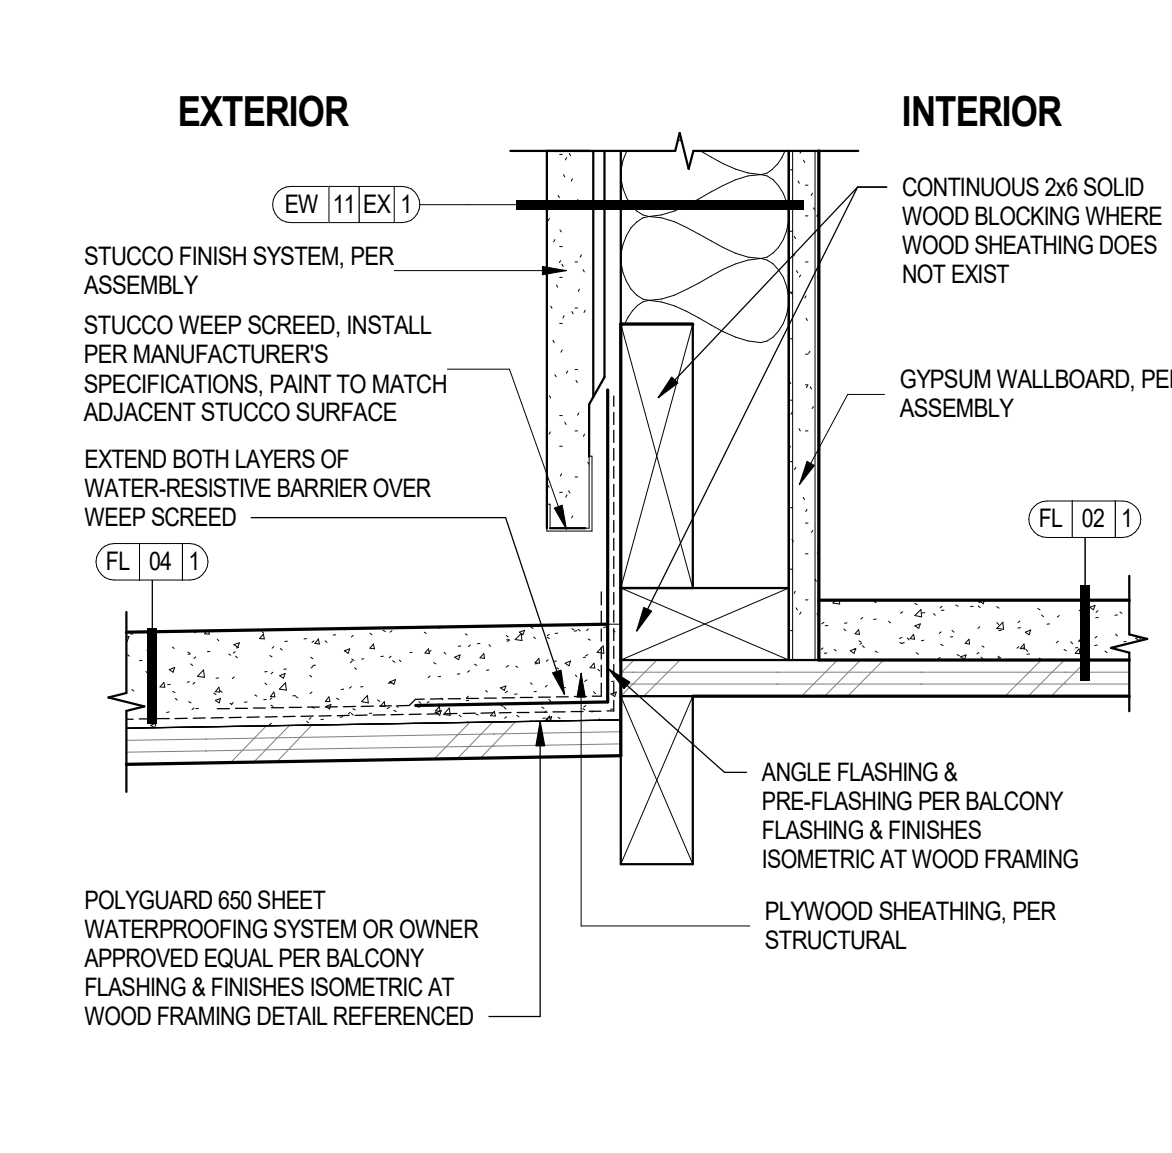 EXTERIOR
INTERIOR
EW 11 EX 1
STUCCO FINISH SYSTEM, PER
ASSEMBLY
STUCCO WEEP SCREED, INSTALL
PER MANUFACTURER'S
SPECIFICATIONS, PAINT TO MATCH
ADJACENT STUCCO SURFACE
EXTEND BOTH LAYERS OF
WATER-RESISTIVE BARRIER OVER
WEEP SCREED
FL 04 1
CONTINUOUS 2x6 SOLID
WOOD BLOCKING WHERE
WOOD SHEATHING DOES
NOT EXIST
GYPSUM WALLBOARD, PER
ASSEMBLY
FL 02 1
ANGLE FLASHING &
PRE-FLASHING PER BALCONY
FLASHING & FINISHES
ISOMETRIC AT WOOD FRAMING
PLYWOOD SHEATHING, PER
STRUCTURAL
POLYGUARD 650 SHEET
WATERPROOFING SYSTEM OR OWNER
APPROVED EQUAL PER BALCONY
FLASHING & FINISHES ISOMETRIC AT
WOOD FRAMING DETAIL REFERENCED